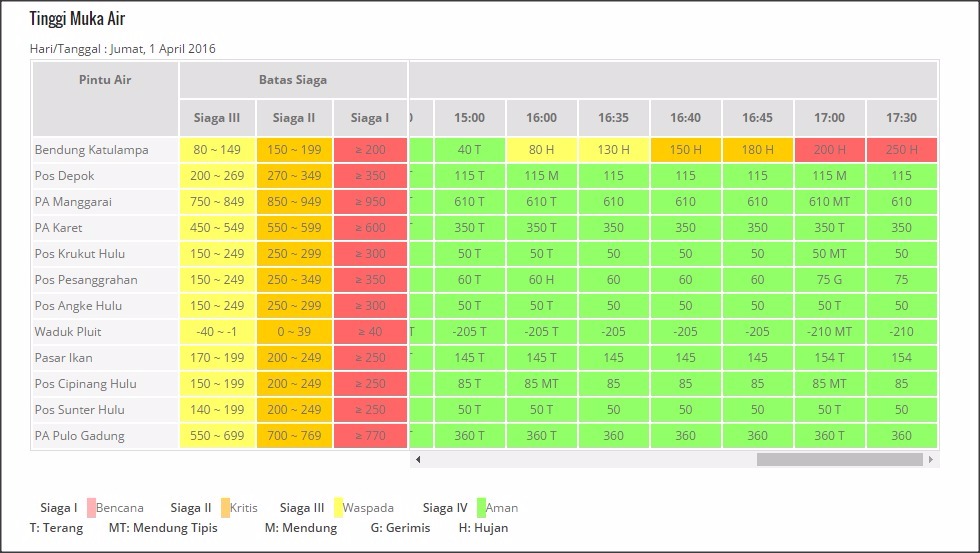 Tinggi Muka Air
Hari/Tanggal : Jumat, 1 April 2016
Pintu Air Batas Siaga
Siaga III Siaga II Siaga I 15:00 16:00 16:35 16:40 16:45 17:00 17:30
Bendung Katulampa 80 ~ 149 150 ~ 199 ≥ 200 40 T 80 H 130 H 150 H 180 H 200 H 250 H
Pos Depok 200 ~ 269 270 ~ 349 ≥ 350 115 T 115 M 115 115 115 115 M 115
PA Manggarai 750 ~ 849 850 ~ 949 ≥ 950 610 T 610 T 610 610 610 610 MT 610
PA Karet 450 ~ 549 550 ~ 599 ≥ 600 350 T 350 T 350 350 350 350 T 350
Pos Krukut Hulu 150 ~ 249 250 ~ 299 ≥ 300 50 T 50 T 50 50 50 50 MT 50
Pos Pesanggrahan 150 ~ 249 250 ~ 349 ≥ 350 60 T 60 H 60 60 60 75 G 75
Pos Angke Hulu 150 ~ 249 250 ~ 299 ≥ 300 50 T 50 T 50 50 50 50 T 50
Waduk Pluit -40 ~ -1 0 ~ 39 ≥ 40 T -205 T -205 T -205 -205 -205 -210 MT -210
Pasar Ikan 170 ~ 199 200 ~ 249 ≥ 250 145 T 145 T 145 145 145 154 T 154
Pos Cipinang Hulu 150 ~ 199 200 ~ 249 ≥ 250 85 T 85 MT 85 85 85 85 MT 85
Pos Sunter Hulu 140 ~ 199 200 ~ 249 ≥ 250 50 T 50 T 50 50 50 50 T 50
PA Pulo Gadung 550 ~ 699 700 ~ 769 ≥ 770 360 T 360 T 360 360 360 360 T 360
Siaga I Bencana Siaga II Kritis Siaga III Waspada Siaga IV Aman
T: Terang MT: Mendung Tipis M: Mendung G: Gerimis H: Hujan